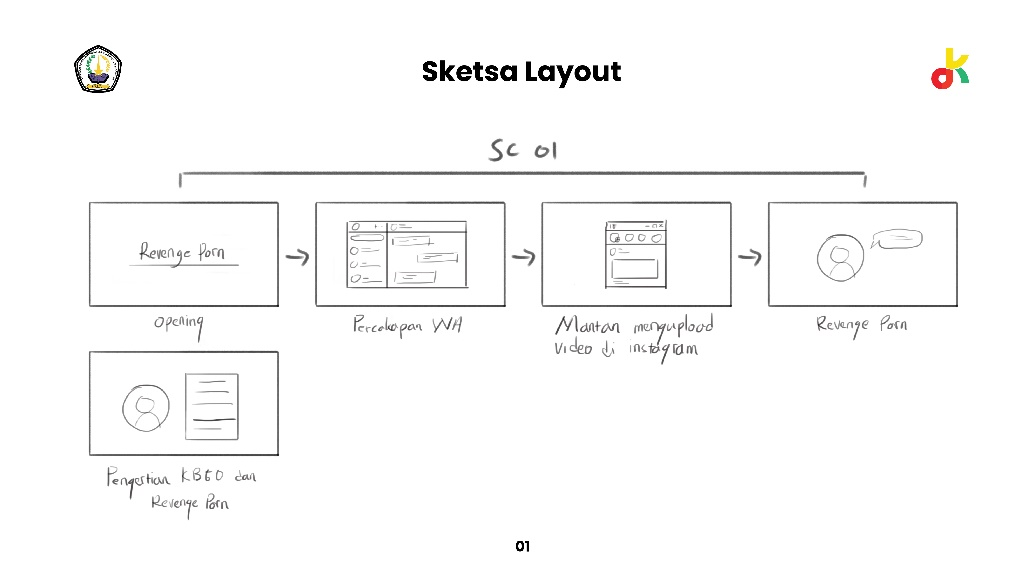 Sketsa Layout
SC 01
Revenge Porn
Opening
Percakapan WA
Mantan mengupload
video di instagram
Revenge Porn
Pengertian KBGO dan
Revenge Porn
01